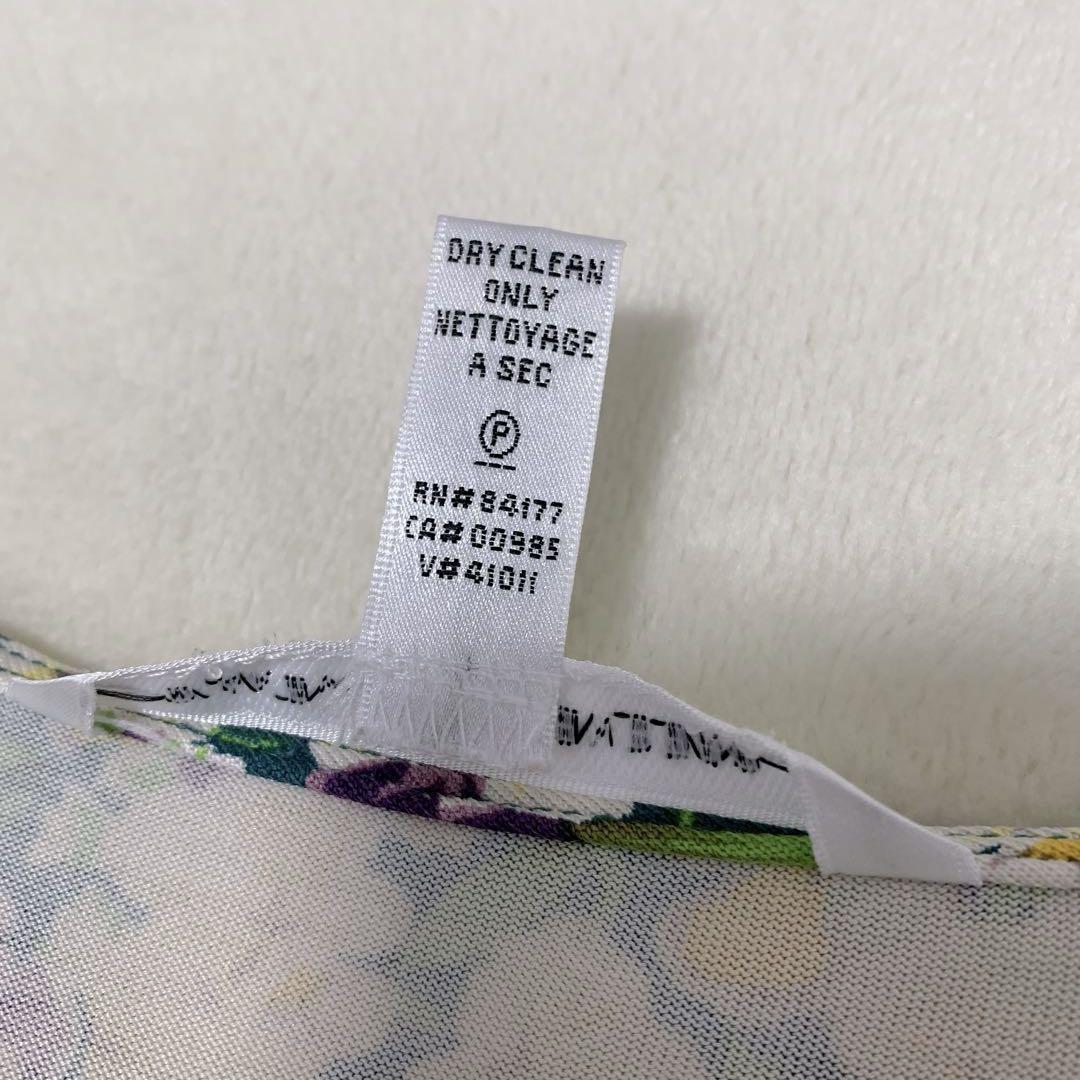 DRY CLEAN
ONLY
NETTOYAGE
A SEC
P
RN#84177
CA#00985
V#41011